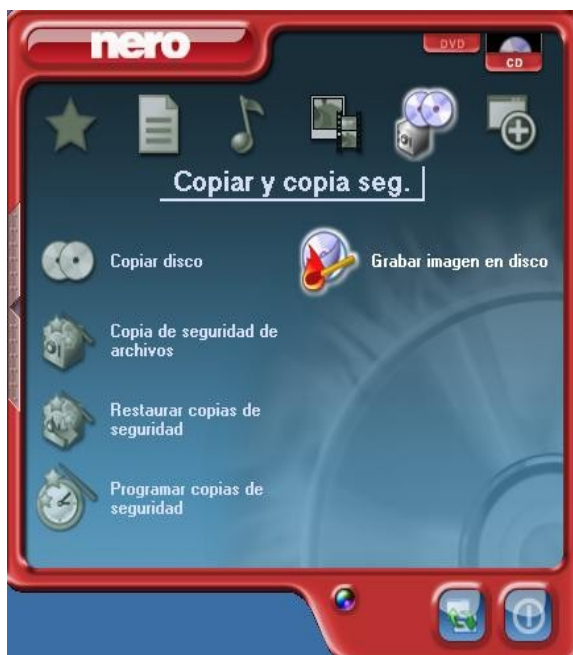 nero
DVD
CD
Copiar y copia seg.
Copiar disco
Grabar imagen en disco
Copia de seguridad de
archivos
Restaurar copias de
seguridad
Programar copias de
seguridad